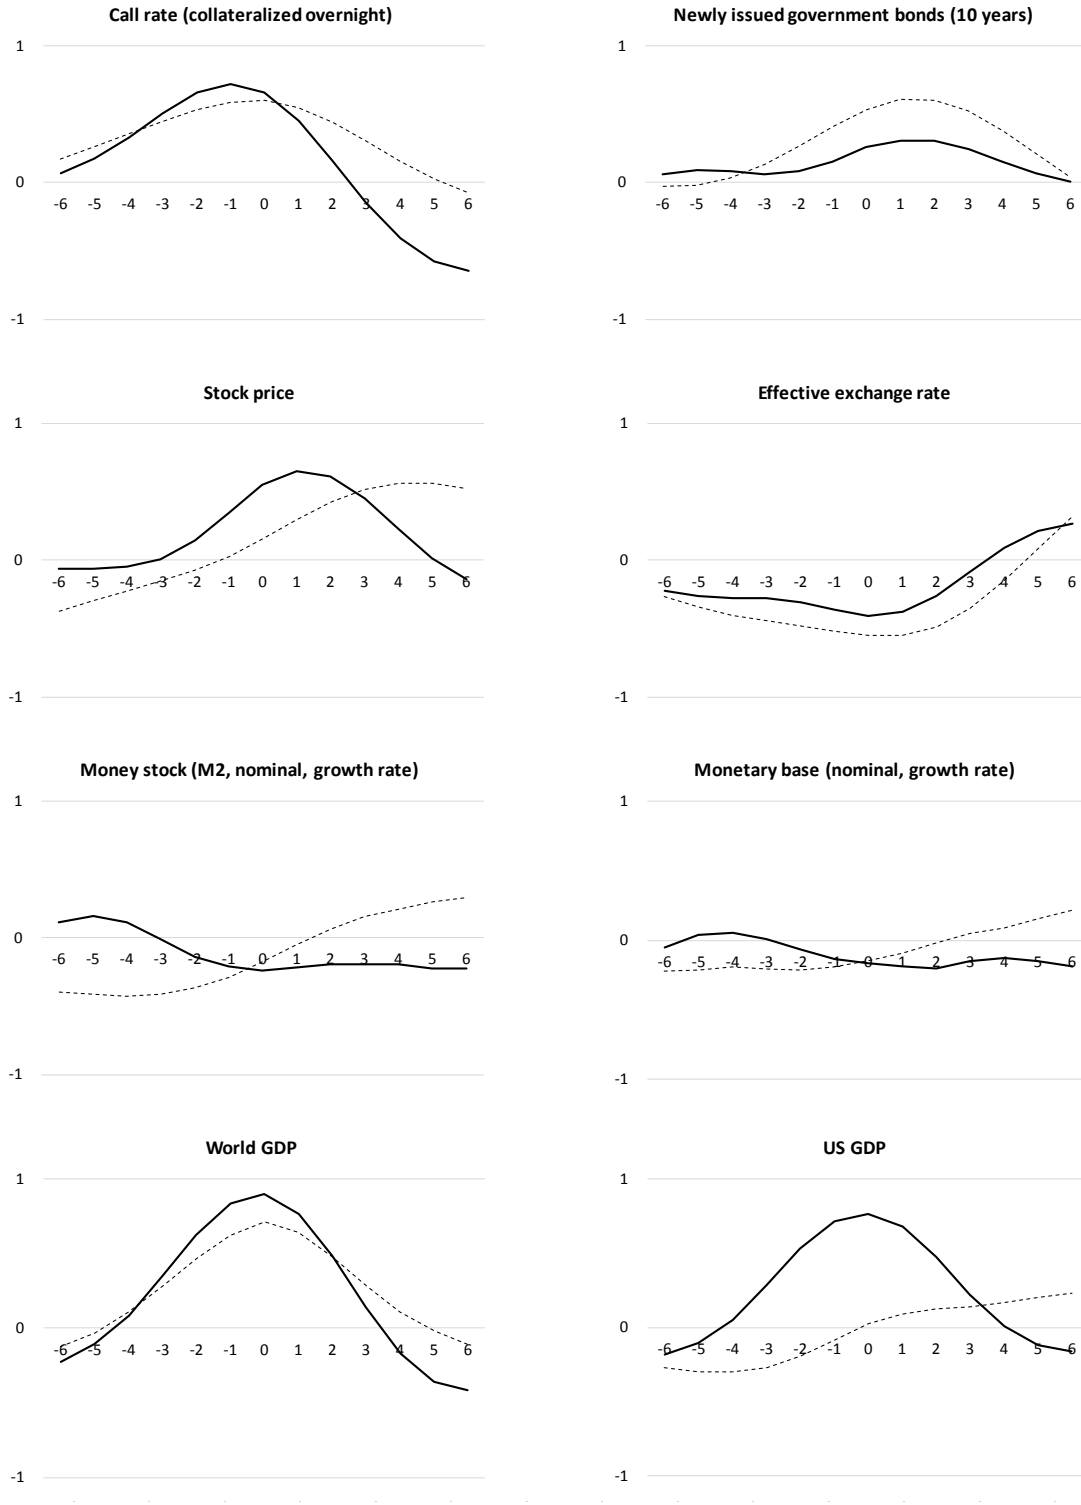 Call rate (collateralized overnight)
1
0
-6 -5 -4 -3 -2 -1 0 1 2 3 4 5 6
-1
Newly issued government bonds (10 years)
1
0
-6 -5 -4 -3 -2 -1 0 1 2 3 4 5 6
-1
Stock price
1
0
-6 -5 -4 -3 -2 -1 0 1 2 3 4 5 6
-1
Effective exchange rate
1
0
-6 -5 -4 -3 -2 -1 0 1 2 3 4 5 6
-1
Money stock (M2, nominal, growth rate)
1
0
-6 -5 -4 -3 -2 -1 0 1 2 3 4 5 6
-1
Monetary base (nominal, growth rate)
1
0
-6 -5 -4 -3 -2 -1 0 1 2 3 4 5 6
-1
World GDP
1
0
-6 -5 -4 -3 -2 -1 0 1 2 3 4 5 6
-1
US GDP
1
0
-6 -5 -4 -3 -2 -1 0 1 2 3 4 5 6
-1